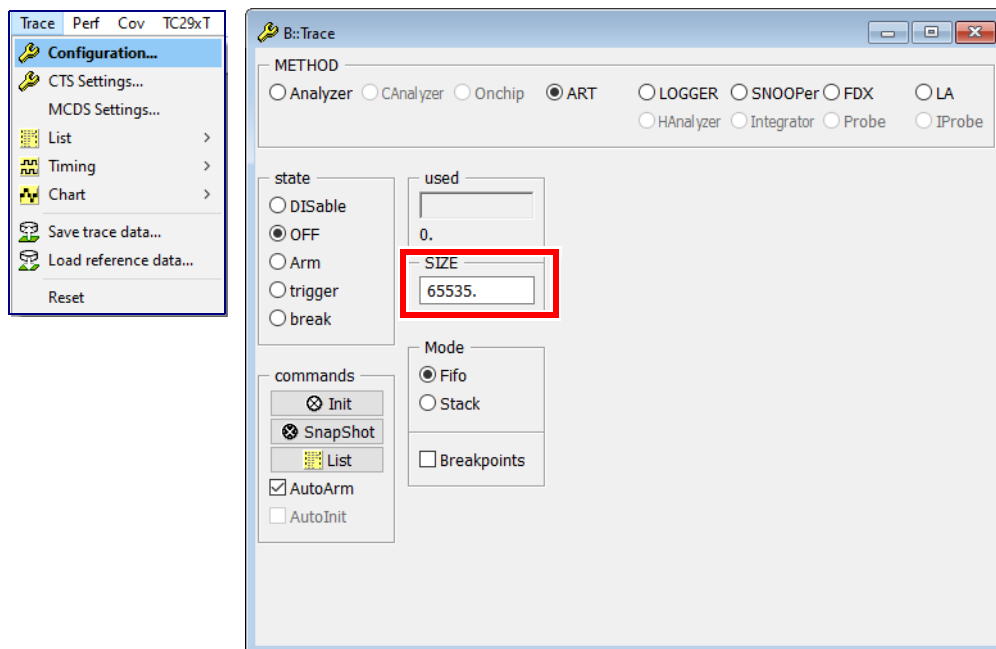 Trace Perf Cov TC29xT
Configuration...
CTS Settings...
MCDS Settings...
List
Timing
Chart
Save trace data...
Load reference data...
Reset
B::Trace
METHOD
Analyzer CAnalyzer Onchip ART LOGGER SNOOPer FDX LA
HAnalyzer Integrator Probe IProbe
state
DISable
OFF
Arm
trigger
break
used
0.
SIZE
65535.
Mode
Fifo
Stack
Breakpoints
commands
Init
SnapShot
List
AutoArm
AutoInit